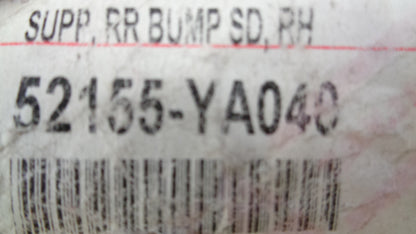 SUPP, RR BUMP SD, RH
52155-YA040